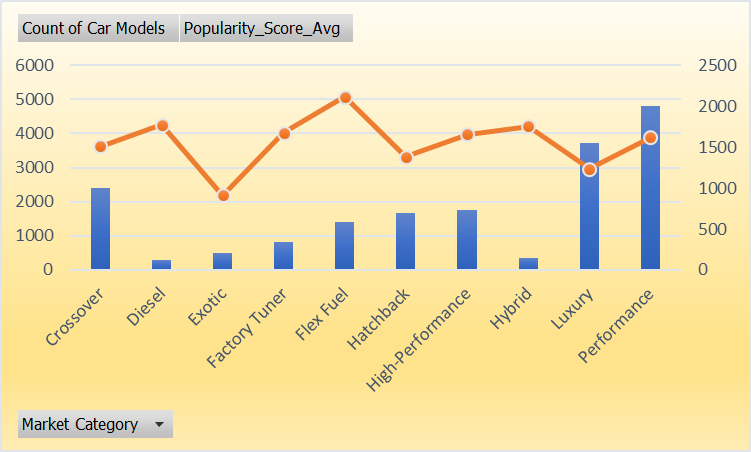 Count of Car Models Popularity_Score_Avg
6000 2500
5000 2000
4000 1500
3000 1000
2000 500
1000 0
0
Crossover
Diesel
Exotic
Factory Tuner
Flex Fuel
Hatchback
High-Performance
Hybrid
Luxury
Performance
Market Category